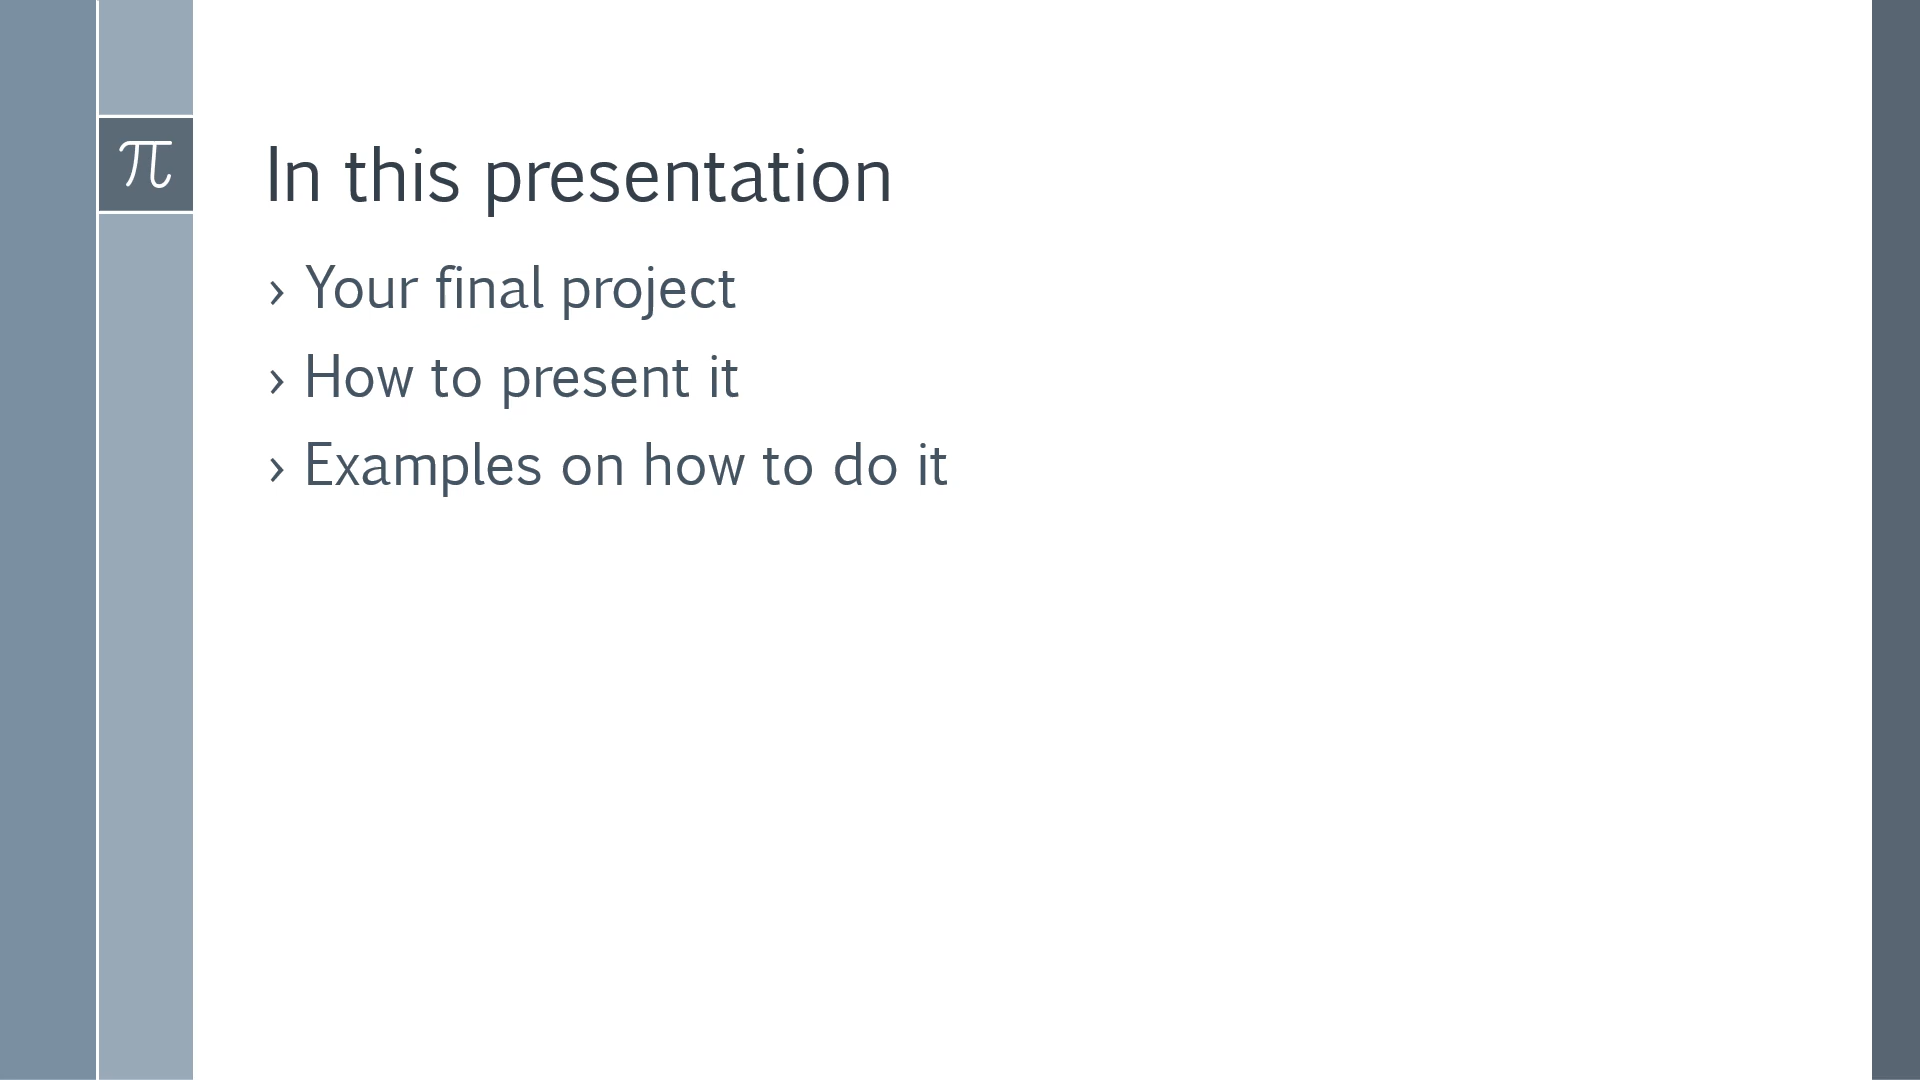 π
In this presentation
› Your final project
› How to present it
› Examples on how to do it